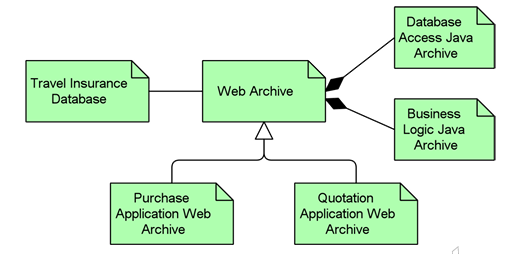 Database
Access Java
Archive
Travel Insurance
Database
Web Archive
Business
Logic Java
Archive
Purchase
Application Web
Archive
Quotation
Application Web
Archive